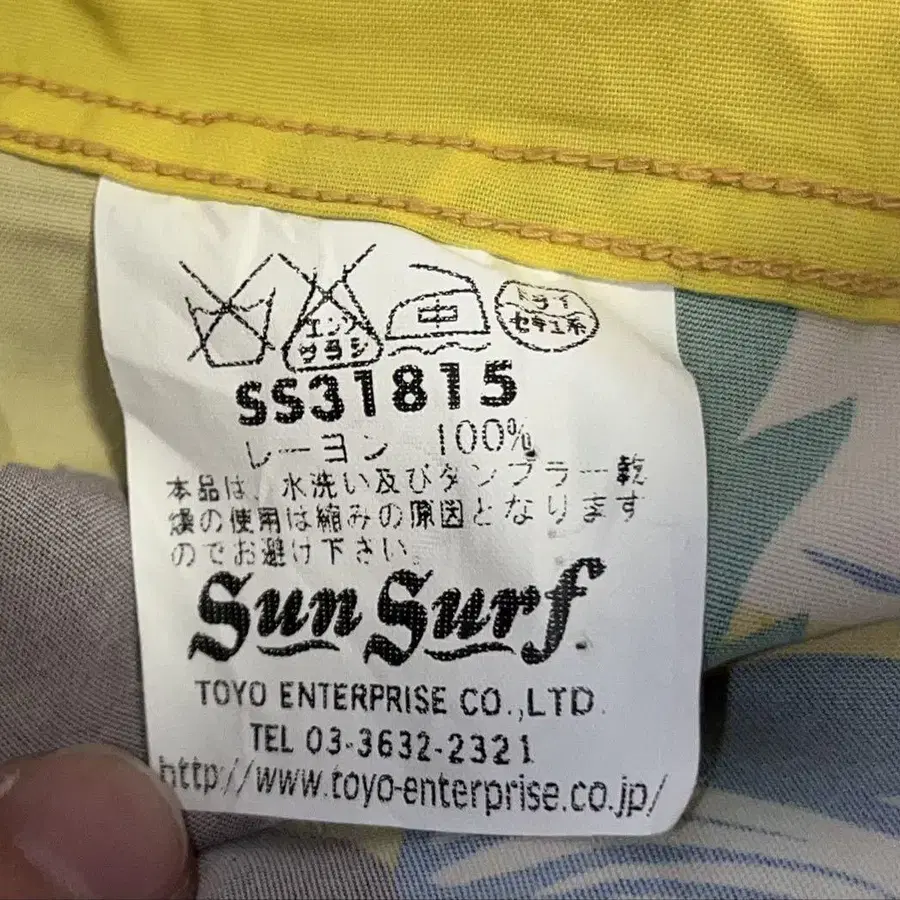 エンソ
サラシ
中
ドライ
セキユ系
SS31815
レーヨン 100%
本品は、水洗い及びタンブラー乾
燥の使用は縮みの原因となります
のでお避け下さい。
Sun Surf.
TOYO ENTERPRISE CO.,LTD.
TEL 03-3632-2321
http://www.toyo-enterprise.co.jp/